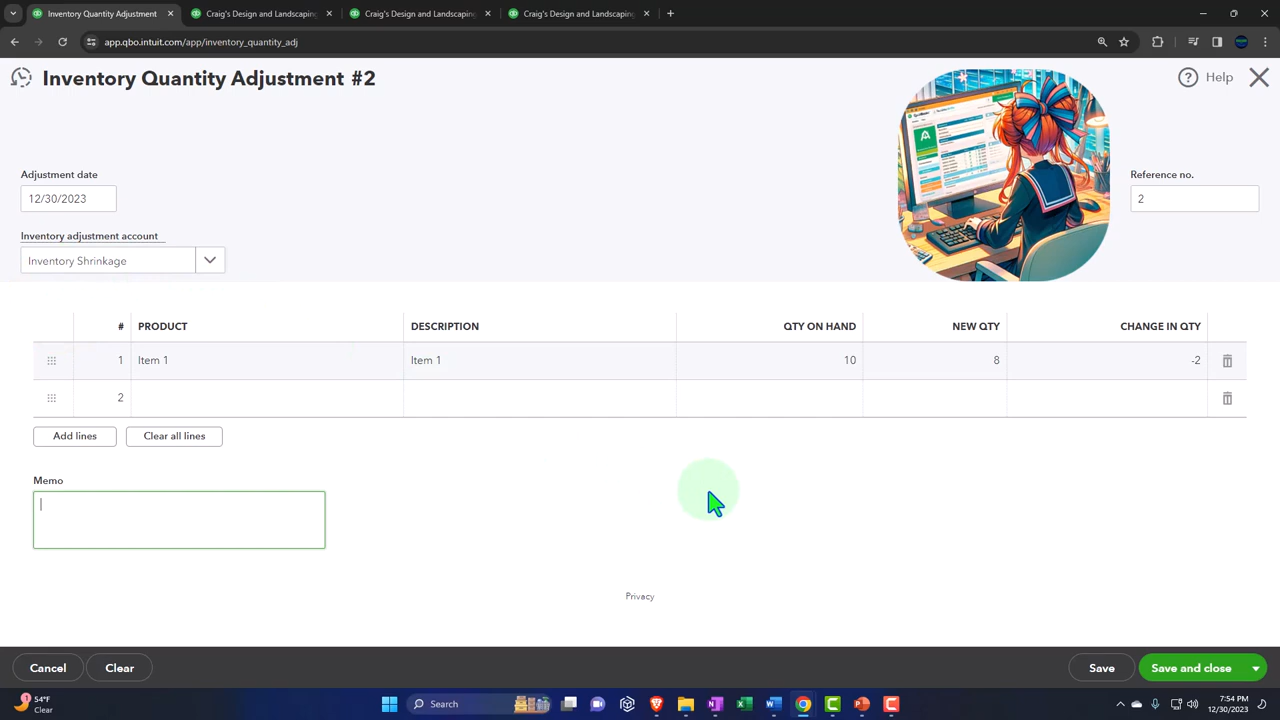 Inventory Quantity Adjustment
Craig's Design and Landscaping
Craig's Design and Landscaping
Craig's Design and Landscaping
app.qbo.intuit.com/app/inventory_quantity_adj
Inventory Quantity Adjustment #2
Help
Adjustment date
12/30/2023
Reference no.
2
Inventory adjustment account
Inventory Shrinkage
# PRODUCT DESCRIPTION QTY ON HAND NEW QTY CHANGE IN QTY
1 Item 1 Item 1 10 8 -2
2
Add lines Clear all lines
Memo
Privacy
Cancel Clear Save Save and close
1
54°F
Clear
Search
7:54 PM
12/30/2023